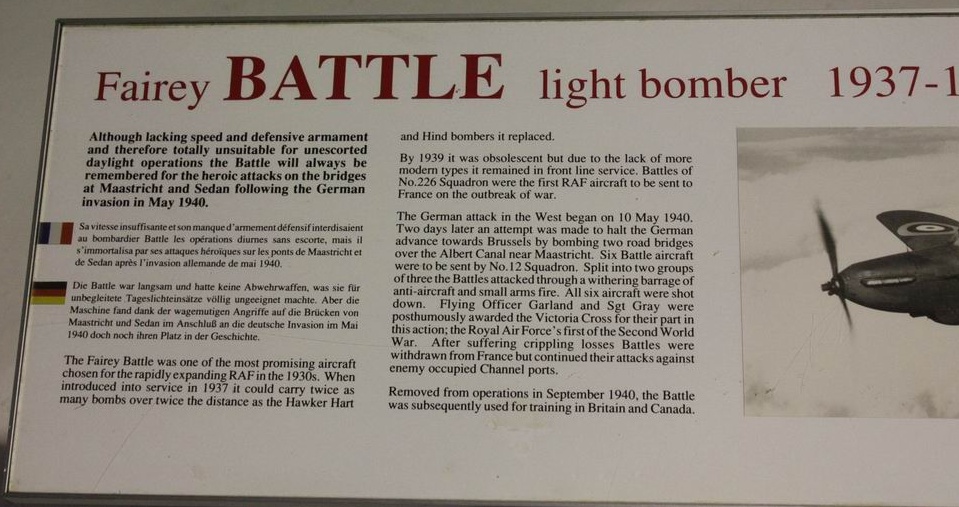 Fairey BATTLE light bomber 1937-1
Although lacking speed and defensive armament
and therefore totally unsuitable for unescorted
daylight operations the Battle will always be
remembered for the heroic attacks on the bridges
at Maastricht and Sedan following the German
invasion in May 1940.
Sa vitesse insuffisante et son manque d'armement défensif interdisaient
au bombardier Battle les opérations diurnes sans escorte, mais il
s'immortalisa par ses attaques héroïques sur les ponts de Maastricht et
de Sedan après l'invasion allemande de mai 1940.
Die Battle war langsam und hatte keine Abwehrwaffen, was sie für
unbegleitete Tageslichteinsätze völlig ungeeignet machte. Aber die
Maschine fand dank der wagemutigen Angriffe auf die Brücken von
Maastricht und Sedan im Anschluß an die deutsche Invasion im Mai
1940 doch noch ihren Platz in der Geschichte.
The Fairey Battle was one of the most promising aircraft
chosen for the rapidly expanding RAF in the 1930s. When
introduced into service in 1937 it could carry twice as
many bombs over twice the distance as the Hawker Hart
and Hind bombers it replaced.
By 1939 it was obsolescent but due to the lack of more
modern types it remained in front line service. Battles of
No.226 Squadron were the first RAF aircraft to be sent to
France on the outbreak of war.
The German attack in the West began on 10 May 1940.
Two days later an attempt was made to halt the German
advance towards Brussels by bombing two road bridges
over the Albert Canal near Maastricht. Six Battle aircraft
were to be sent by No.12 Squadron. Split into two groups
of three the Battles attacked through a withering barrage of
anti-aircraft and small arms fire. All six aircraft were shot
down. Flying Officer Garland and Sgt Gray were
posthumously awarded the Victoria Cross for their part in
this action; the Royal Air Force's first of the Second World
War. After suffering crippling losses Battles were
withdrawn from France but continued their attacks against
enemy occupied Channel ports.
Removed from operations in September 1940, the Battle
was subsequently used for training in Britain and Canada.